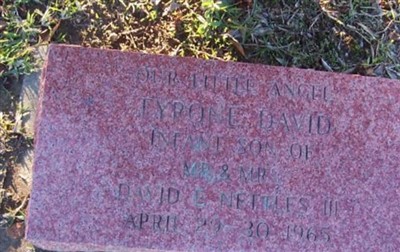 OUR LITTLE ANGEL
TYRONE DAVID
INFANT SON OF
MR & MRS
DAVID E NETTLES III
APRIL 29-30 1965